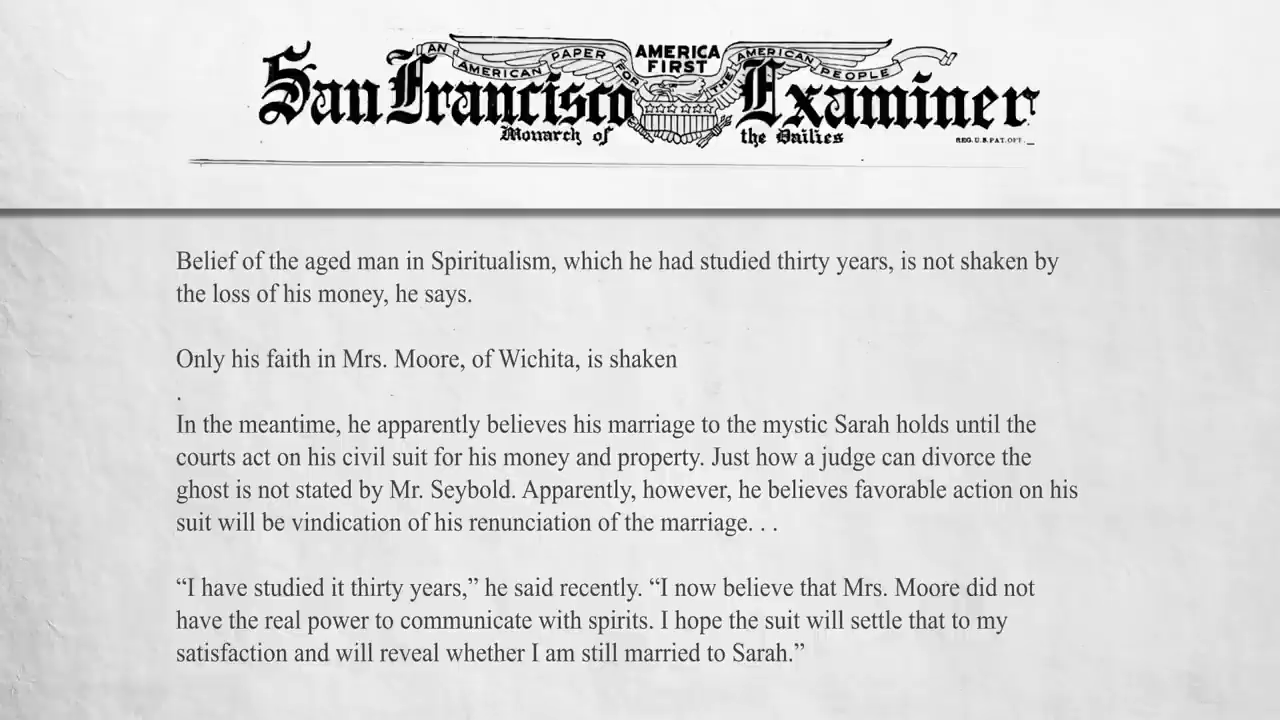 AN AMERICAN PAPER FOR THE AMERICAN PEOPLE
AMERICA
FIRST
San Francisco Examiner
Monarch of the Dailies
REG. U.S. PAT. OFF.
Belief of the aged man in Spiritualism, which he had studied thirty years, is not shaken by
the loss of his money, he says.
Only his faith in Mrs. Moore, of Wichita, is shaken
.
In the meantime, he apparently believes his marriage to the mystic Sarah holds until the
courts act on his civil suit for his money and property. Just how a judge can divorce the
ghost is not stated by Mr. Seybold. Apparently, however, he believes favorable action on his
suit will be vindication of his renunciation of the marriage. . .
“I have studied it thirty years,” he said recently. “I now believe that Mrs. Moore did not
have the real power to communicate with spirits. I hope the suit will settle that to my
satisfaction and will reveal whether I am still married to Sarah.”